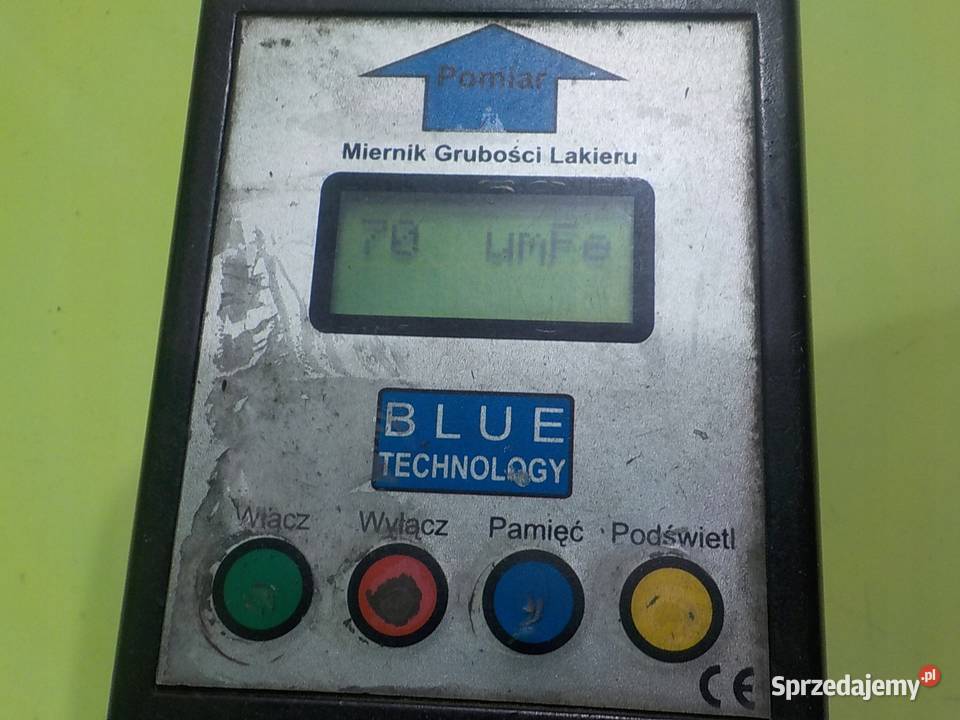 Pomiar
Miernik Grubości Lakieru
70 umFe
BLUE
TECHNOLOGY
Włącz Wyłącz Pamięć Podświetl
CE
Sprzedajemy.pl